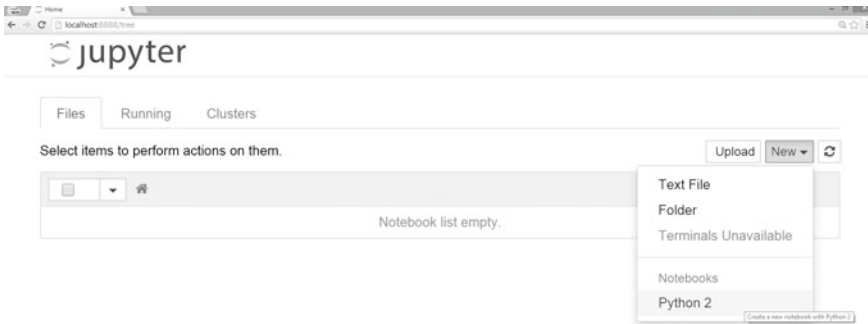 Home
localhost:8888/tree
jupyter
Files Running Clusters
Select items to perform actions on them.
Upload New
Text File
Folder
Terminals Unavailable
Notebook list empty.
Notebooks
Python 2
Create a new notebook with Python 2